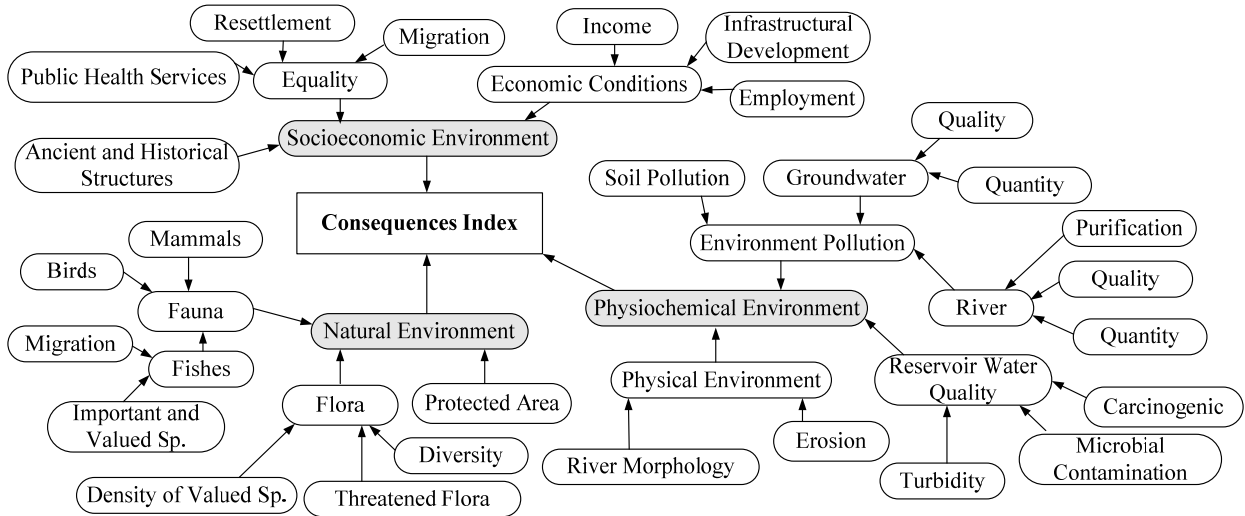 Resettlement
Migration
Income
Infrastructural
Development
Public Health Services
Equality
Economic Conditions
Employment
Socioeconomic Environment
Ancient and Historical
Structures
Quality
Soil Pollution
Groundwater
Quantity
Consequences Index
Mammals
Environment Pollution
Purification
Birds
Quality
Fauna
Physiochemical Environment
River
Natural Environment
Quantity
Migration
Fishes
Physical Environment
Reservoir Water
Quality
Important and
Valued Sp.
Flora
Protected Area
Carcinogenic
Diversity
Erosion
Microbial
Contamination
River Morphology
Turbidity
Density of Valued Sp.
Threatened Flora